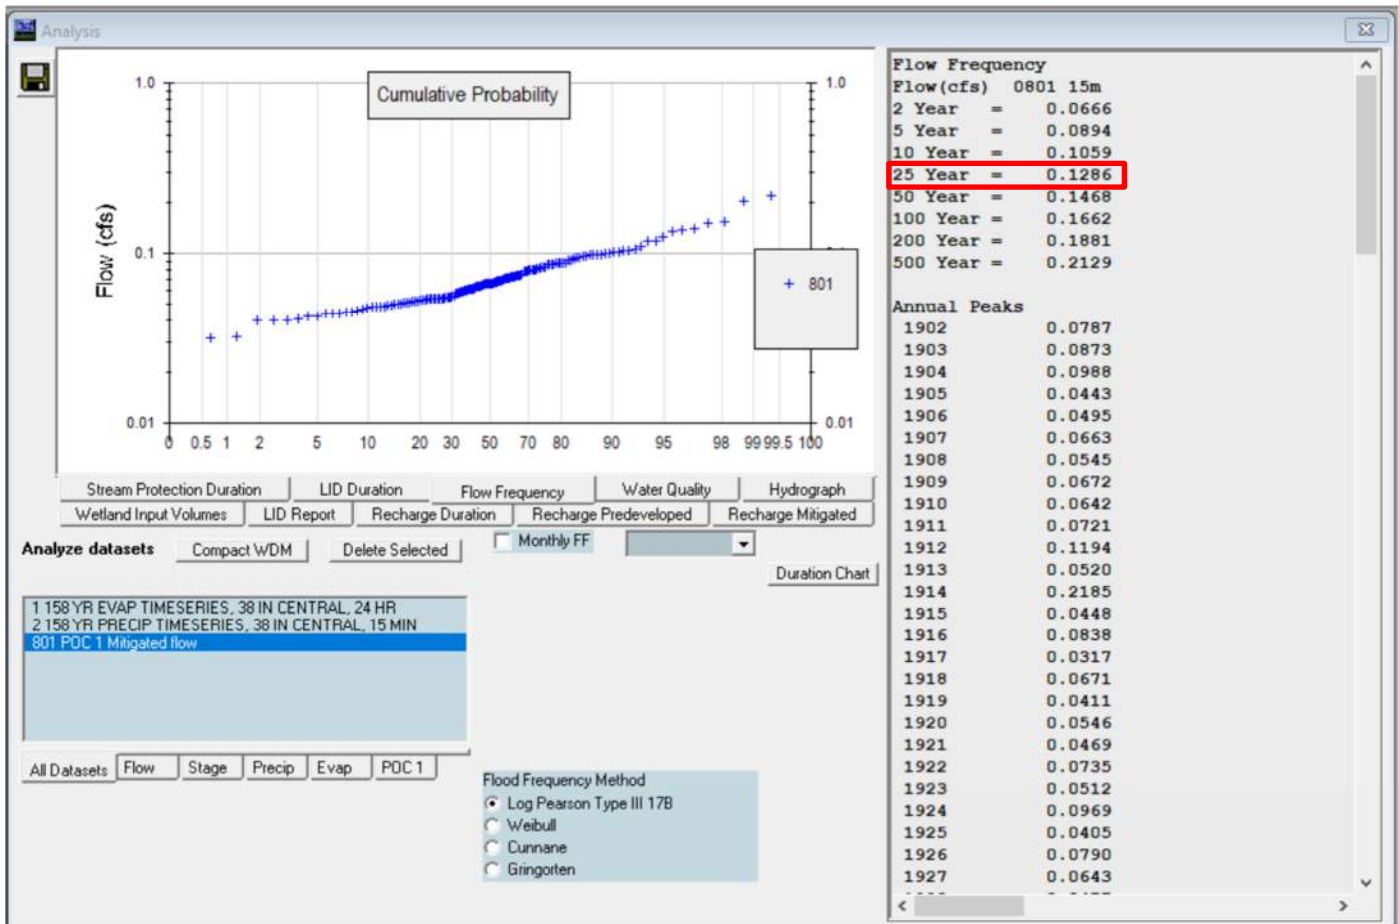 Analysis
Cumulative Probability
Flow (cfs)
1.0
0.1
0.01
1.0
0.01
0 0.5 1 2 5 10 20 30 50 70 80 90 95 98 99 99.5 100
801
Stream Protection Duration LID Duration Flow Frequency Water Quality Hydrograph
Wetland Input Volumes LID Report Recharge Duration Recharge Predeveloped Recharge Mitigated
Analyze datasets Compact WDM Delete Selected Monthly FF
Duration Chart
1 158 YR EVAP TIMESERIES, 38 IN CENTRAL, 24 HR
2 158 YR PRECIP TIMESERIES, 38 IN CENTRAL, 15 MIN
801 POC 1 Mitigated flow
All Datasets Flow Stage Precip Evap POC 1
Flood Frequency Method
Log Pearson Type III 17B
Weibull
Cunnane
Gringorten
Flow Frequency
Flow(cfs) 0801 15m
2 Year = 0.0666
5 Year = 0.0894
10 Year = 0.1059
25 Year = 0.1286
50 Year = 0.1468
100 Year = 0.1662
200 Year = 0.1881
500 Year = 0.2129
Annual Peaks
1902 0.0787
1903 0.0873
1904 0.0988
1905 0.0443
1906 0.0495
1907 0.0663
1908 0.0545
1909 0.0672
1910 0.0642
1911 0.0721
1912 0.1194
1913 0.0520
1914 0.2185
1915 0.0448
1916 0.0838
1917 0.0317
1918 0.0671
1919 0.0411
1920 0.0546
1921 0.0469
1922 0.0735
1923 0.0512
1924 0.0969
1925 0.0405
1926 0.0790
1927 0.0643